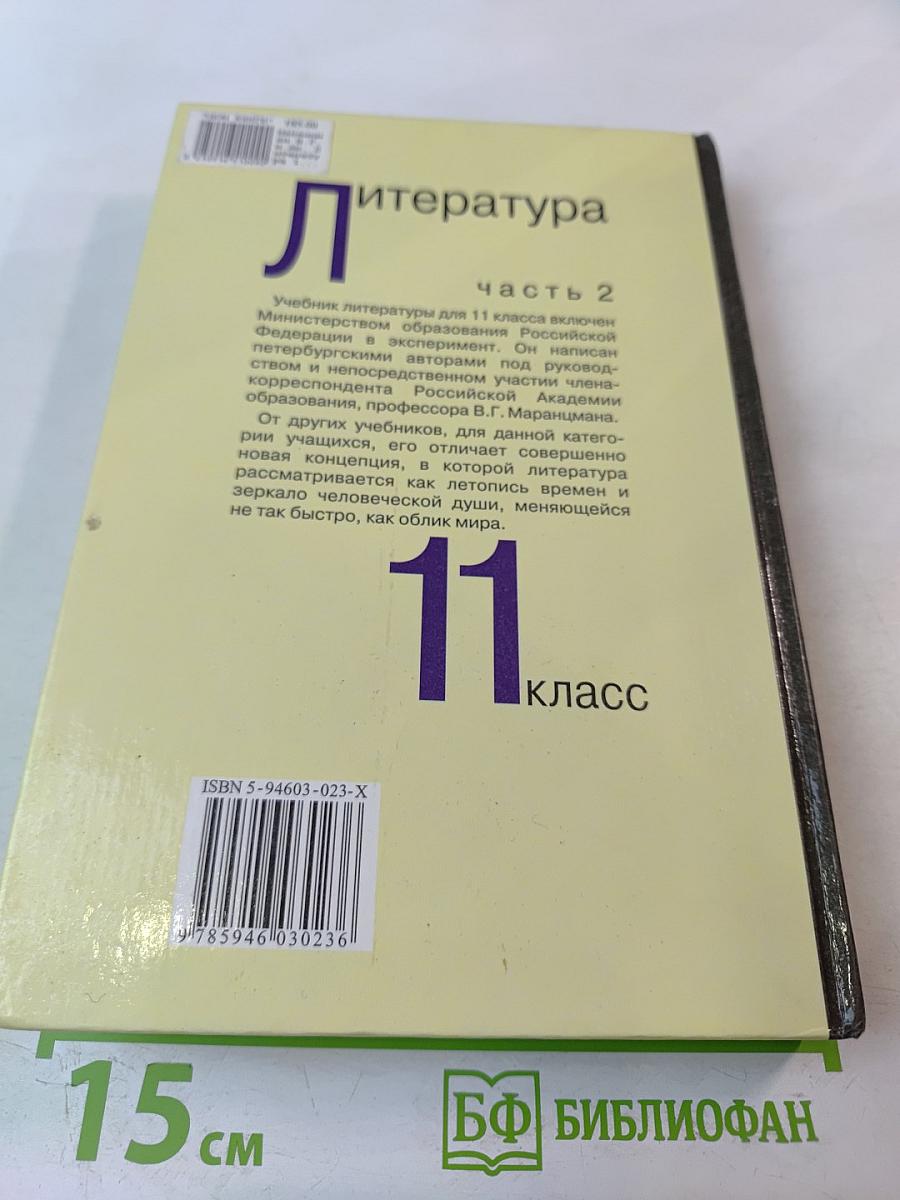 Литература
часть 2
Учебник литературы для 11 класса включен
Министерством образования Российской
Федерации в эксперимент. Он написан
петербургскими авторами под руковод-
ством и непосредственном участии члена-
корреспондента Российской Академии
образования, профессора В.Г. Маранцмана.
От других учебников, для данной катего-
рии учащихся, его отличает совершенно
новая концепция, в которой литература
рассматривается как летопись времен и
зеркало человеческой души, меняющейся
не так быстро, как облик мира.
11 класс
ISBN 5-94603-023-X
9 785946 030236
15 см
БФ БИБЛИОФАН